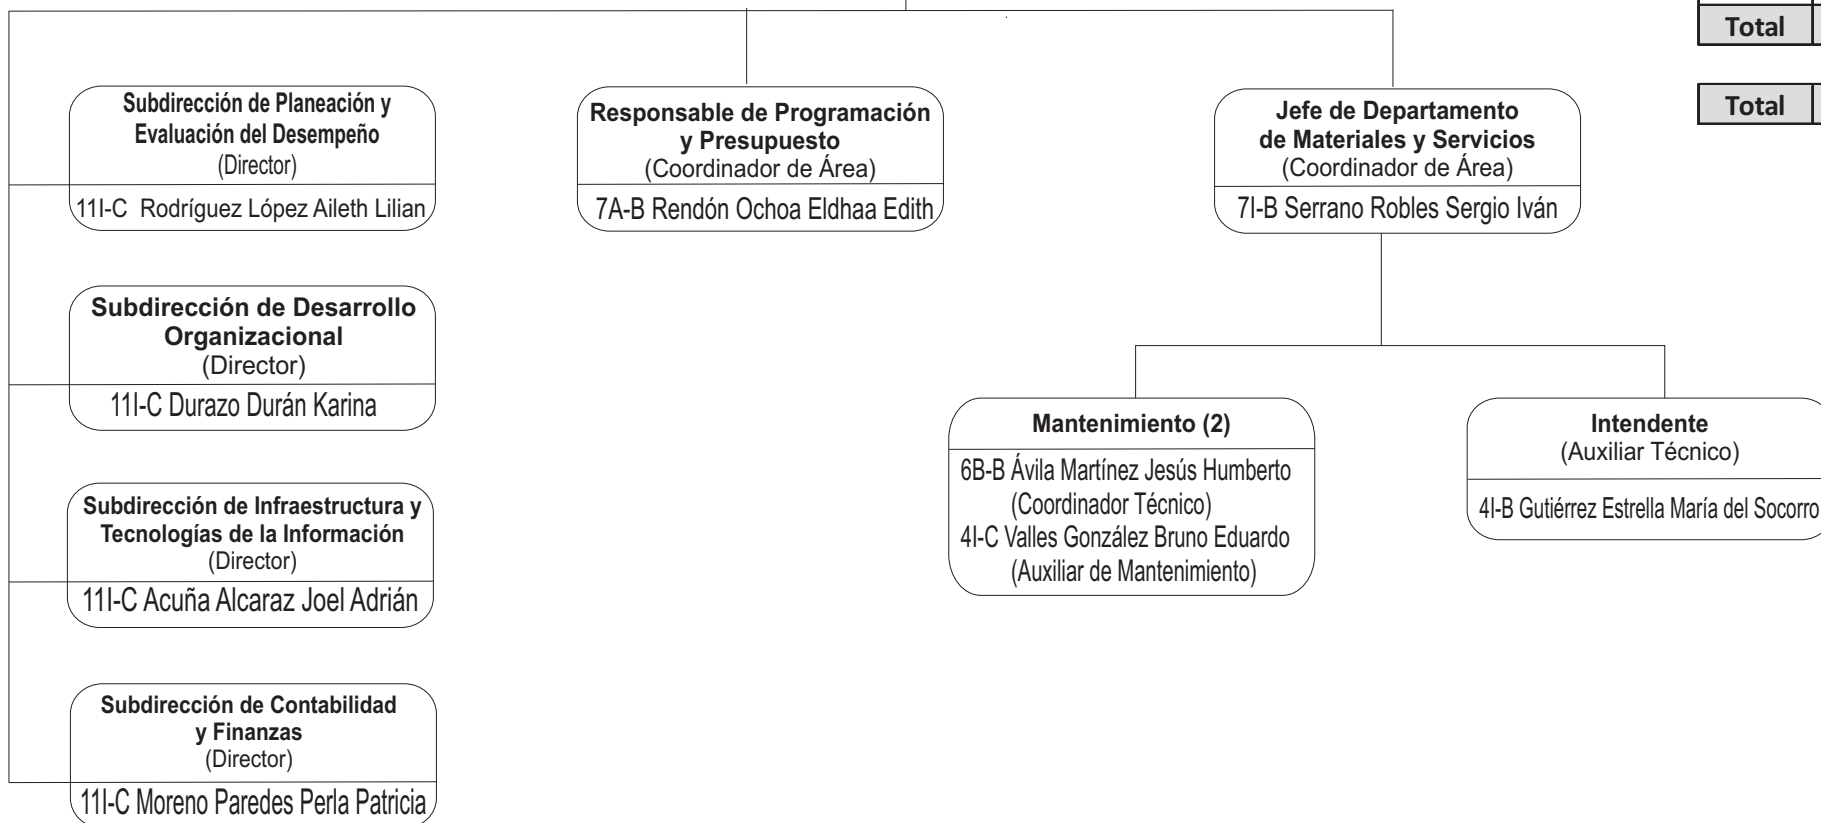 Total
Total
Subdirección de Planeación y
Evaluación del Desempeño
(Director)
11I-C Rodríguez López Aileth Lilian
Responsable de Programación
y Presupuesto
(Coordinador de Área)
7A-B Rendón Ochoa Eldhaa Edith
Jefe de Departamento
de Materiales y Servicios
(Coordinador de Área)
7I-B Serrano Robles Sergio Iván
Subdirección de Desarrollo
Organizacional
(Director)
11I-C Durazo Durán Karina
Mantenimiento (2)
6B-B Ávila Martínez Jesús Humberto
(Coordinador Técnico)
4I-C Valles González Bruno Eduardo
(Auxiliar de Mantenimiento)
Intendente
(Auxiliar Técnico)
4I-B Gutiérrez Estrella María del Socorro
Subdirección de Infraestructura y
Tecnologías de la Información
(Director)
11I-C Acuña Alcaraz Joel Adrián
Subdirección de Contabilidad
y Finanzas
(Director)
11I-C Moreno Paredes Perla Patricia